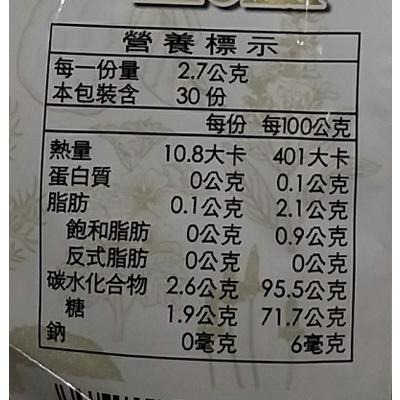 營養標示
每一份量 2.7公克
本包裝含 30份
每份 每100公克
熱量 10.8大卡 401大卡
蛋白質 0公克 0.1公克
脂肪 0.1公克 2.1公克
飽和脂肪 0公克 0.9公克
反式脂肪 0公克 0公克
碳水化合物 2.6公克 95.5公克
糖 1.9公克 71.7公克
鈉 0毫克 6毫克